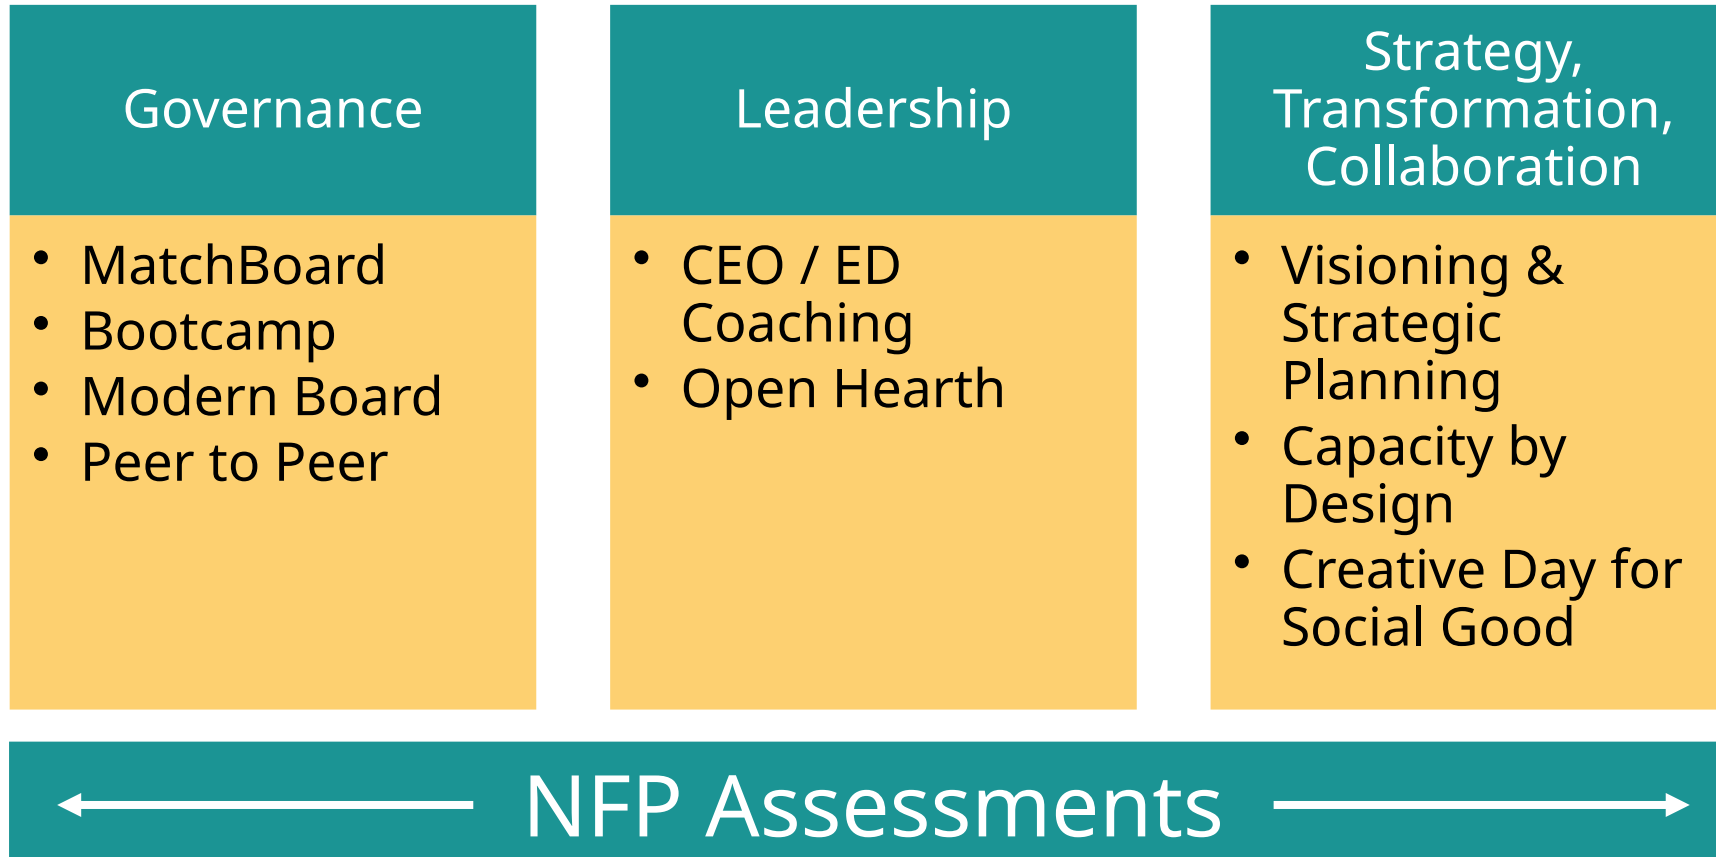 Governance
• MatchBoard
• Bootcamp
• Modern Board
• Peer to Peer
Leadership
• CEO / ED
Coaching
• Open Hearth
Strategy,
Transformation,
Collaboration
• Visioning &
Strategic
Planning
• Capacity by
Design
• Creative Day for
Social Good
NFP Assessments